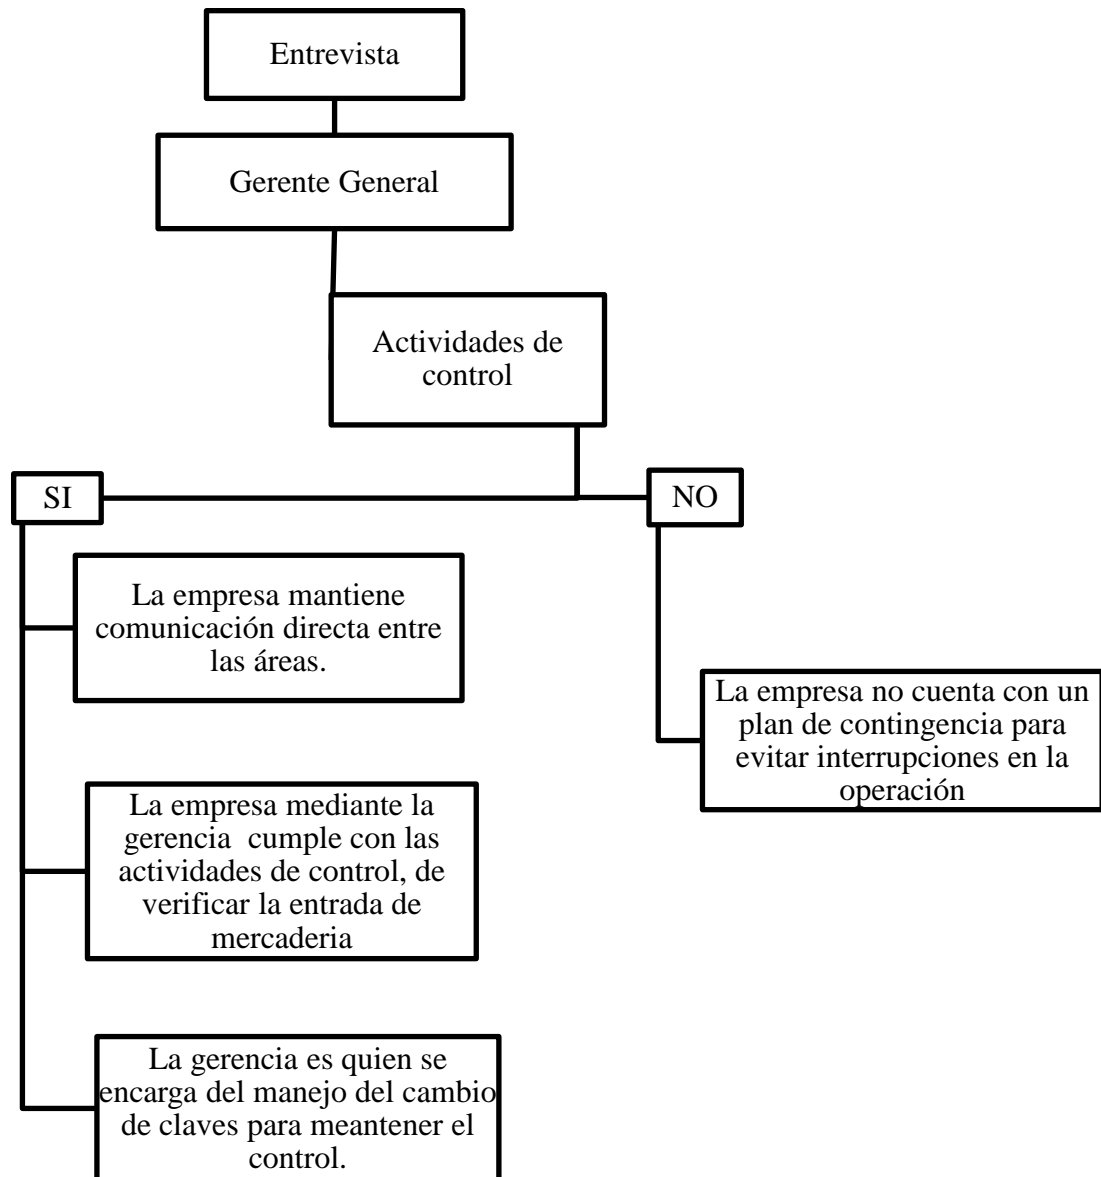 Entrevista
Gerente General
Actividades de
control
SI
NO
La empresa mantiene
comunicación directa entre
las áreas.
La empresa no cuenta con un
plan de contingencia para
evitar interrupciones en la
operación
La empresa mediante la
gerencia  cumple con las
actividades de control, de
verificar la entrada de
mercaderia
La gerencia es quien se
encarga del manejo del cambio
de claves para meantener el
control.